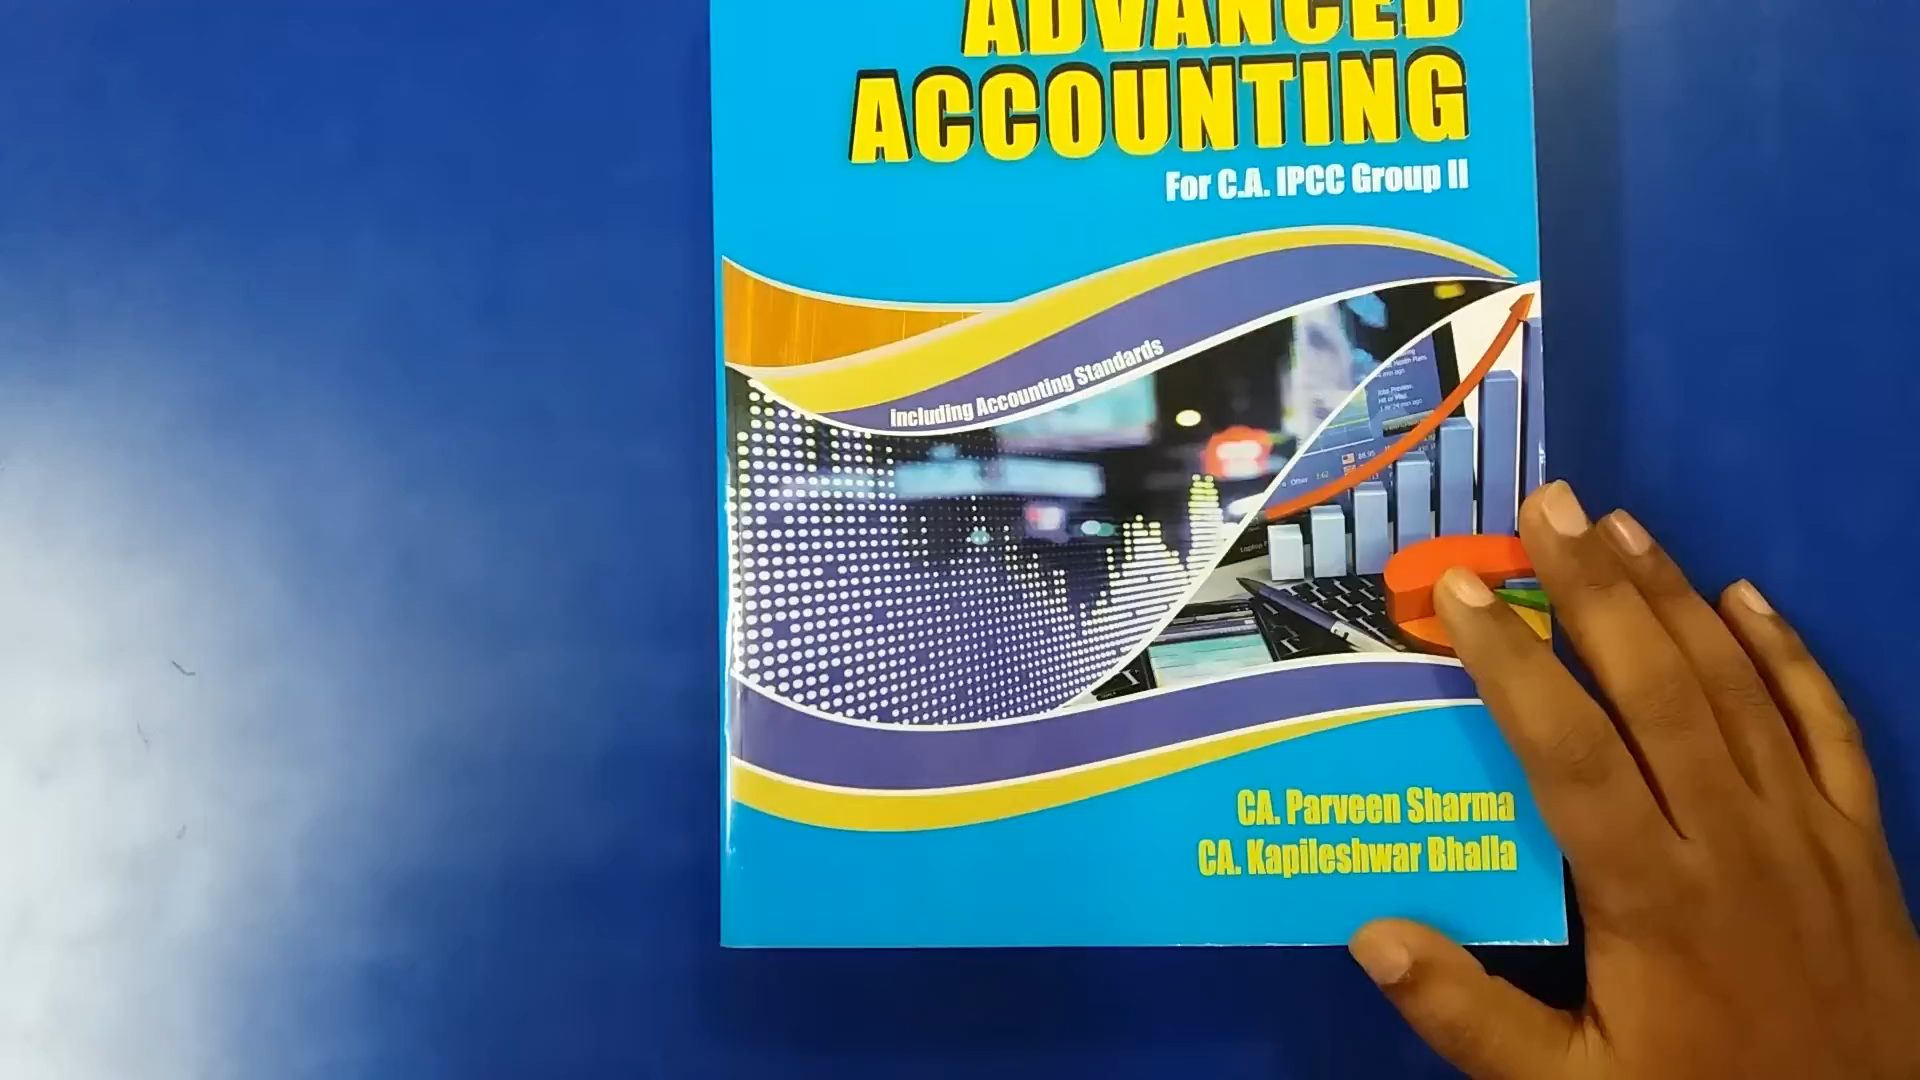 ADVANCED
ACCOUNTING
For C.A. IPCC Group II
including Accounting Standards
CA. Parveen Sharma
CA. Kapileshwar Bhalla